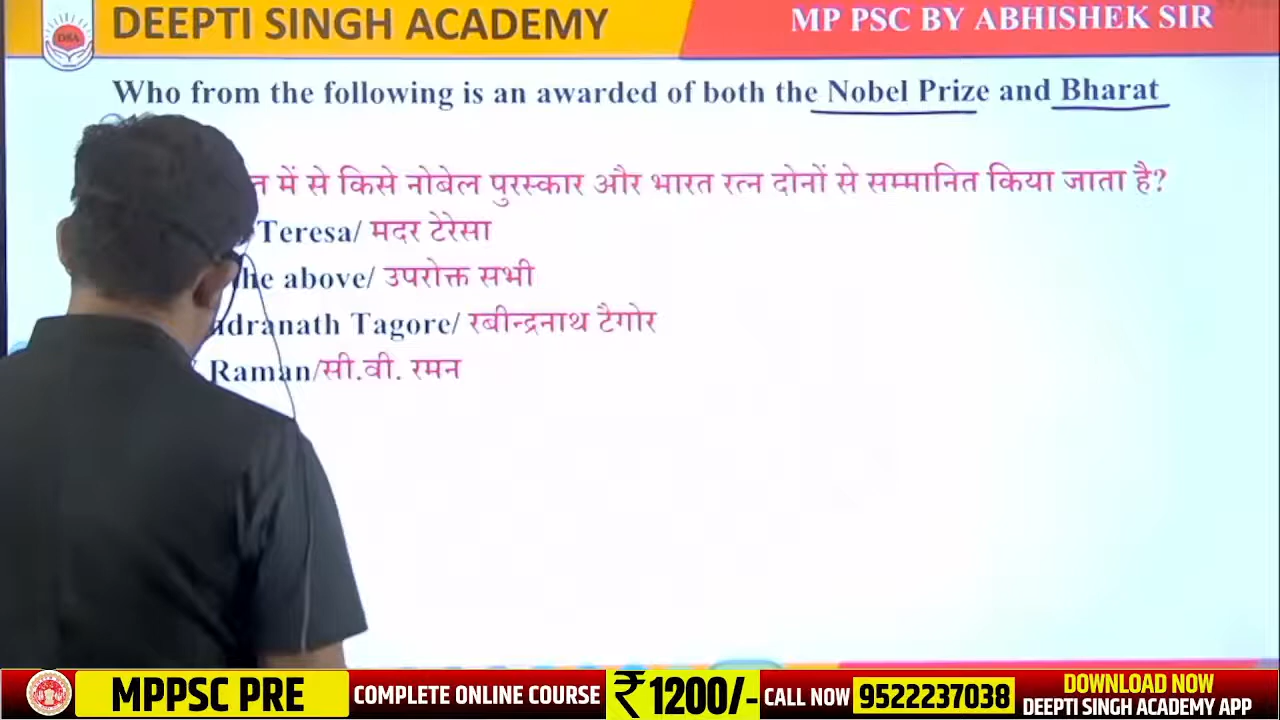 DEEPTI SINGH ACADEMY
MP PSC BY ABHISHEK SIR
DSA
Who from the following is an awarded of both the Nobel Prize and Bharat
में से किसे नोबेल पुरस्कार और भारत रत्न दोनों से सम्मानित किया जाता है?
Teresa/ मदर टेरेसा
he above/ उपरोक्त सभी
dranath Tagore/ रबीन्द्रनाथ टैगोर
Raman/सी.वी. रमन
MPPSC PRE
COMPLETE ONLINE COURSE
₹1200/-
CALL NOW
9522237038
DOWNLOAD NOW
DEEPTI SINGH ACADEMY APP